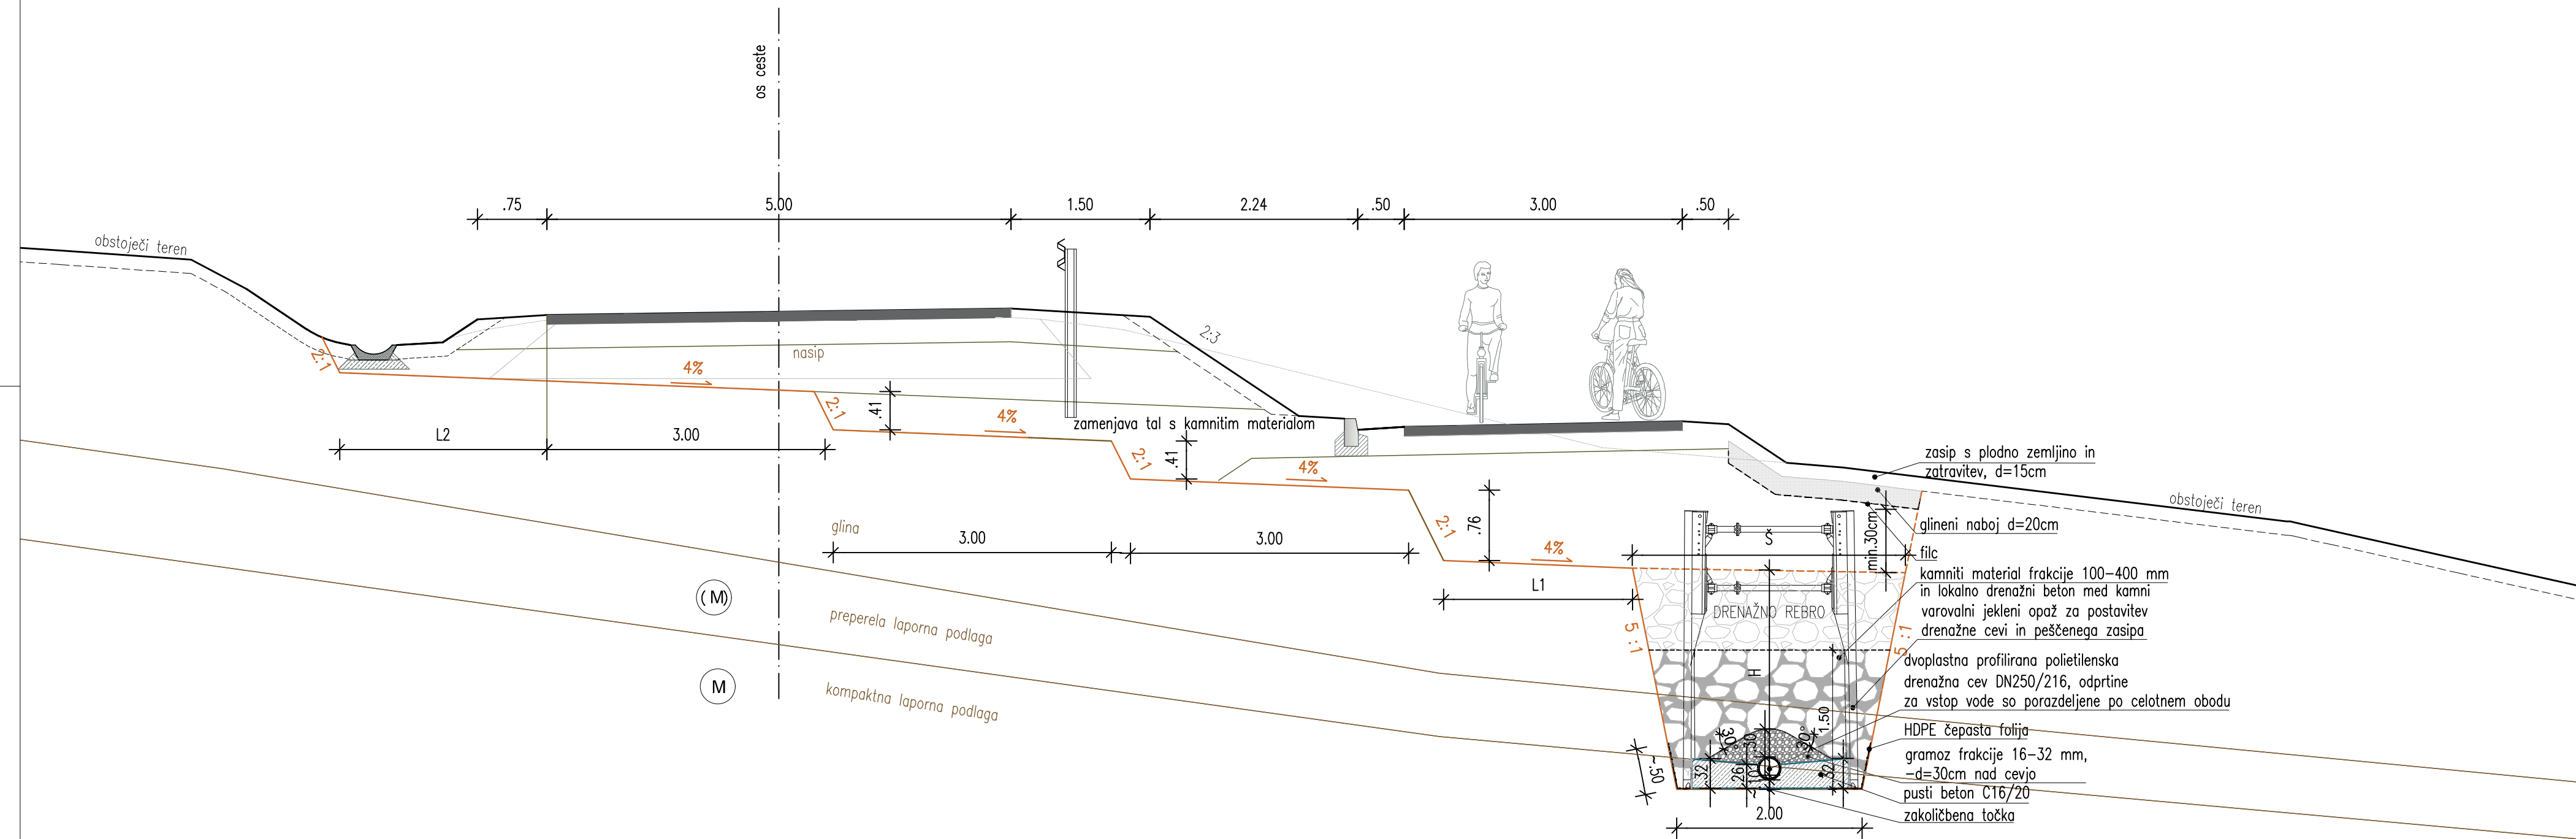 os ceste
.75
5.00
1.50
2.24
.50
3.00
.50
obstoječi teren
2:3
nasip
2:1
4%
2:1
.41
4%
zamenjava tal s kamnitim materialom
L2
3.00
2:1
.41
4%
glina
3.00
3.00
2:1
.76
4%
L1
Š
min.30cm
zasip s plodno zemljino in
zatravitev, d=15cm
obstoječi teren
glineni naboj d=20cm
filc
kamniti material frakcije 100-400 mm
in lokalno drenažni beton med kamni
varovalni jekleni opaž za postavitev
drenažne cevi in peščenega zasipa
dvoplastna profilirana polietilenska
drenažna cev DN250/216, odprtine
za vstop vode so porazdeljene po celotnem obodu
HDPE čepasta folija
gramoz frakcije 16-32 mm,
-d=30cm nad cevjo
pusti beton C16/20
zakoličbena točka
(M)
preperela laporna podlaga
M
kompaktna laporna podlaga
DRENAŽNO REBRO
5 :1
5 :1
H
1.50
30°
.30
30°
~.50
.32
.26
~.10
.32
2.00